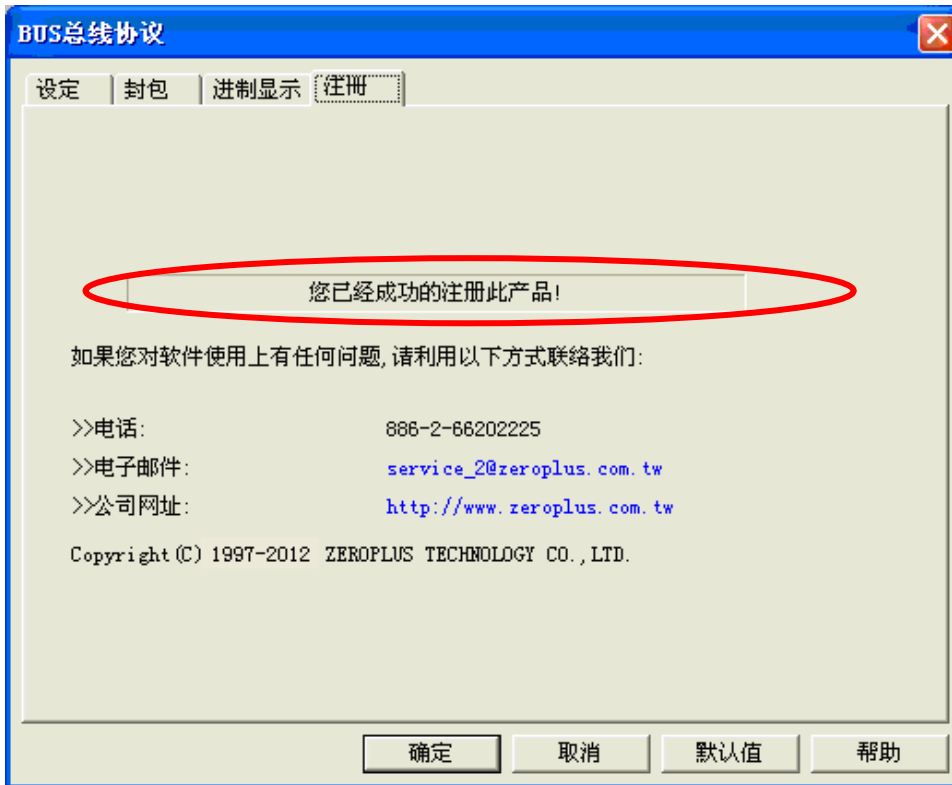 BUS总线协议
设定 封包 进制显示 注册
您已经成功的注册此产品!
如果您对软件使用上有任何问题,请利用以下方式联络我们:
>>电话: 886-2-66202225
>>电子邮件: service_2@zeroplus.com.tw
>>公司网址: http://www.zeroplus.com.tw
Copyright(C) 1997-2012 ZEROPLUS TECHNOLOGY CO.,LTD.
确定 取消 默认值 帮助